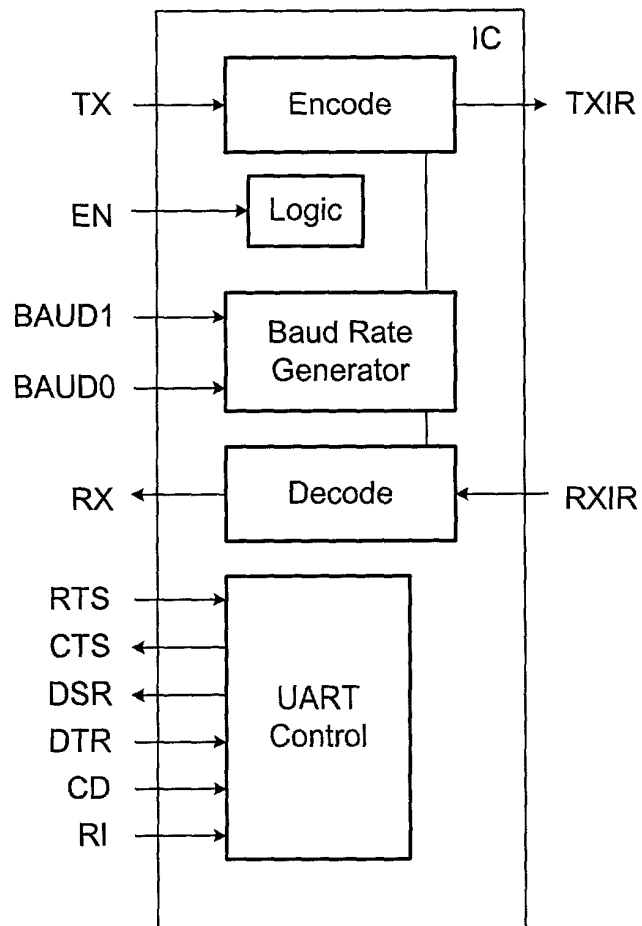 IC
TX
Encode
TXIR
EN
Logic
BAUD1
Baud Rate
Generator
BAUD0
RX
Decode
RXIR
RTS
CTS
DSR
UART
Control
DTR
CD
RI